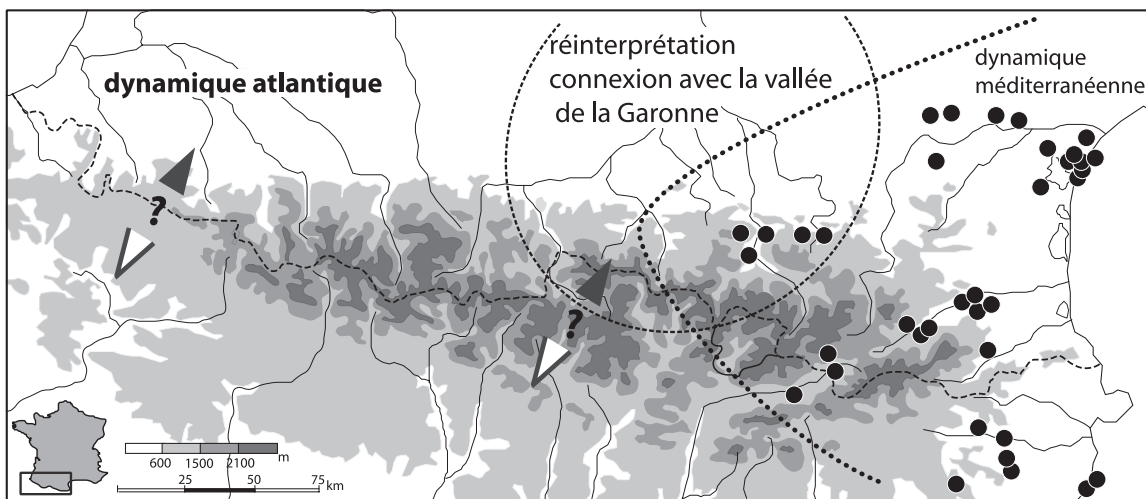 dynamique atlantique
réinterprétation
connexion avec la vallée
de la Garonne
dynamique
méditerranéenne
?
?
600 1500 2100 m
25 50 75 km